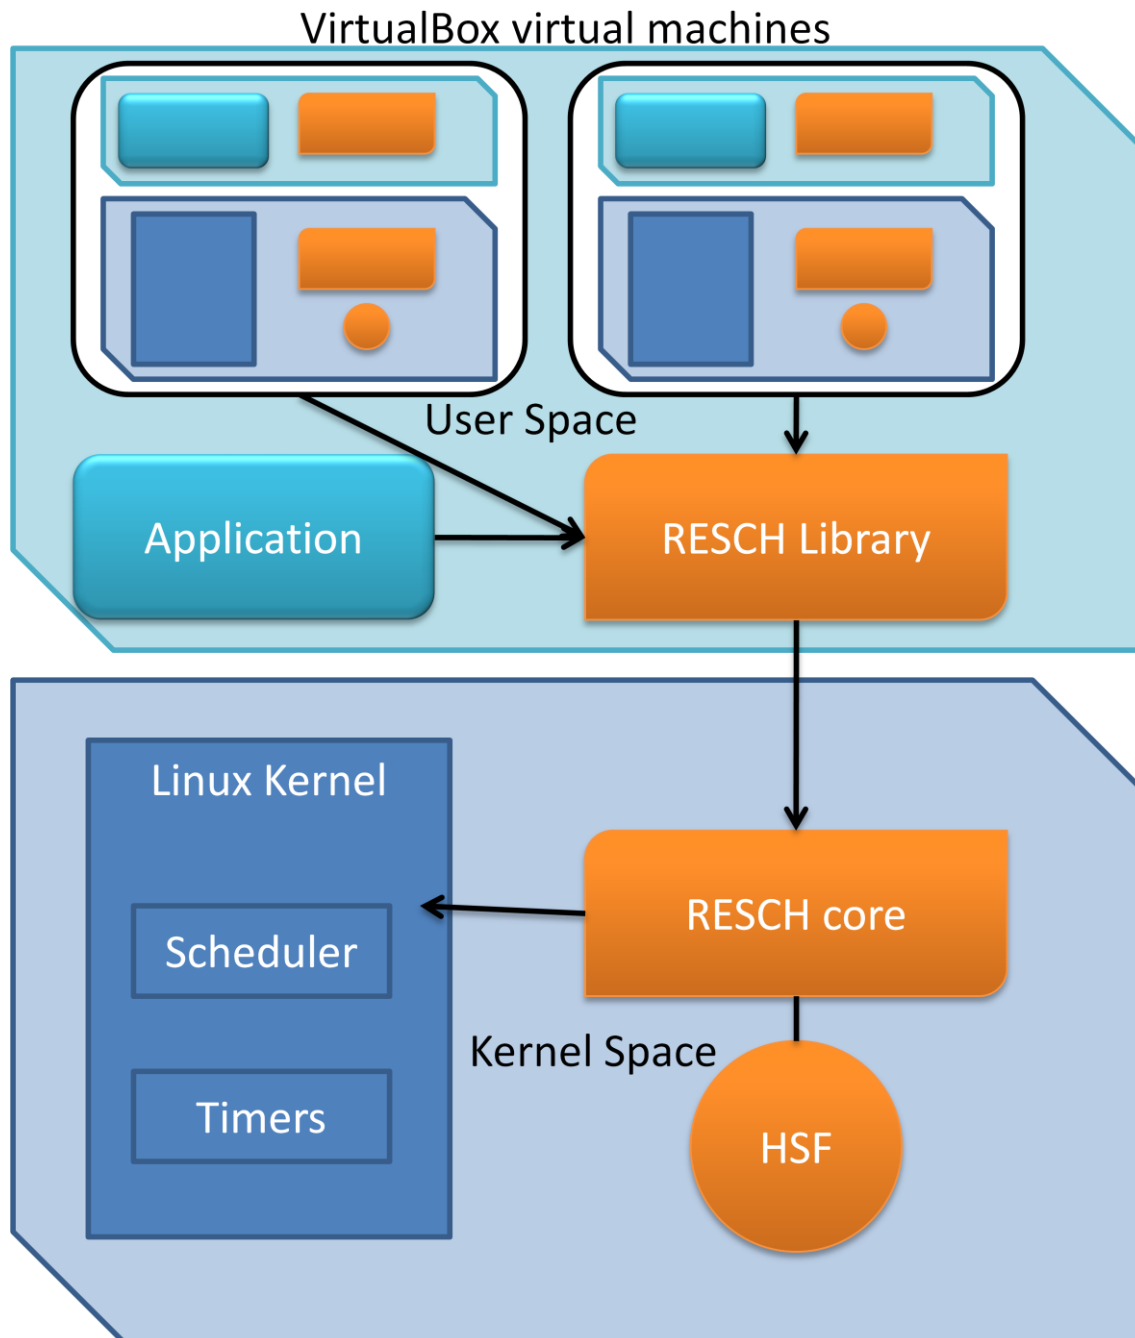 VirtualBox virtual machines
User Space
Application
RESCH Library
Linux Kernel
RESCH core
Scheduler
Kernel Space
Timers
HSF